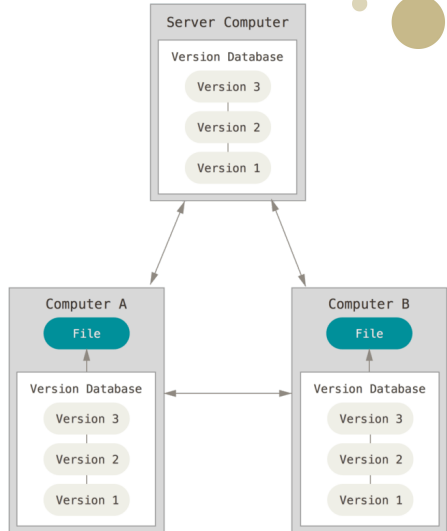 Server Computer
Version Database
Version 3
Version 2
Version 1
Computer A
File
Version Database
Version 3
Version 2
Version 1
Computer B
File
Version Database
Version 3
Version 2
Version 1